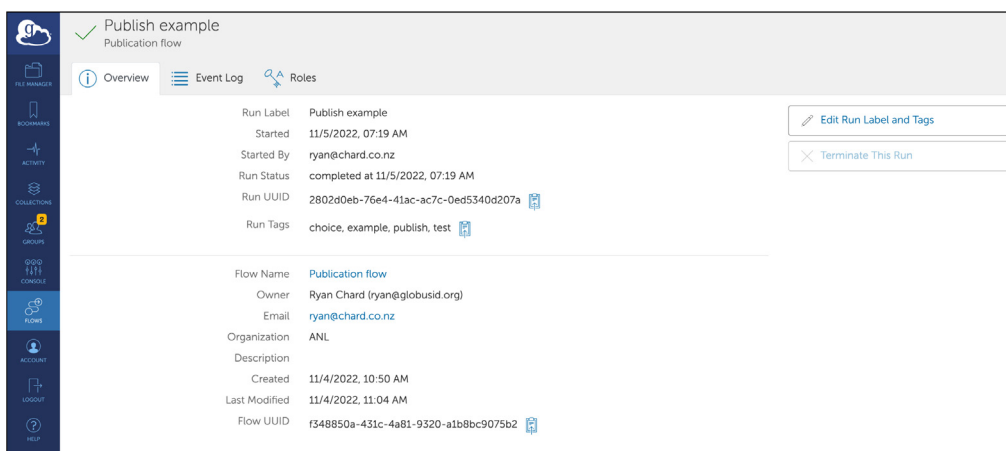 Publish example
Publication flow
FILE MANAGER
BOOKMARKS
ACTIVITY
COLLECTIONS
2
GROUPS
CONSOLE
FLOWS
ACCOUNT
LOGOUT
HELP
Overview
Event Log
Roles
Run Label Publish example
Started 11/5/2022, 07:19 AM
Started By ryan@chard.co.nz
Run Status completed at 11/5/2022, 07:19 AM
Run UUID 2802d0eb-76e4-41ac-ac7c-0ed5340d207a
Run Tags choice, example, publish, test
Flow Name Publication flow
Owner Ryan Chard (ryan@globusid.org)
Email ryan@chard.co.nz
Organization ANL
Description
Created 11/4/2022, 10:50 AM
Last Modified 11/4/2022, 11:04 AM
Flow UUID f348850a-431c-4a81-9320-a1b8bc9075b2
Edit Run Label and Tags
Terminate This Run